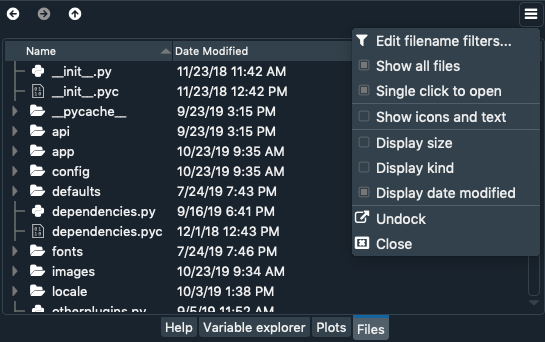 Name Date Modified
__init__.py 11/23/18 11:42 AM
__init__.pyc 11/23/18 12:42 PM
__pycache__ 9/23/19 3:15 PM
api 9/23/19 3:15 PM
app 10/23/19 9:35 AM
config 10/23/19 9:35 AM
defaults 7/24/19 7:43 PM
dependencies.py 9/16/19 6:41 PM
dependencies.pyc 12/1/18 12:43 PM
fonts 7/24/19 7:46 PM
images 10/23/19 9:34 AM
locale 10/3/19 1:38 PM
otherplugins.py 9/5/19 11:52 AM
Edit filename filters...
Show all files
Single click to open
Show icons and text
Display size
Display kind
Display date modified
Undock
Close
Help Variable explorer Plots Files